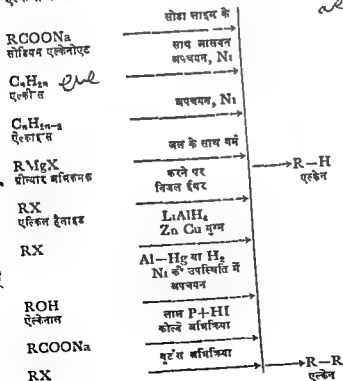 सोडा लाइम के
RCOONa
सोडियम एल्केनोएट
साथ आसवन
अपचयन, Ni
CnH2n
एल्कीन्स
अपचयन, Ni
CnH2n-2
ऐल्काइन्स
जल के साथ गर्म
RMgX
ग्रीन्यार अभिकर्मक
करने पर
निर्जल ईथर
R—H
एल्केन
RX
एल्किल हैलाइड
LiAlH4
Zn Cu युग्म
RX
Al—Hg या H2
Ni की उपस्थिति में
अपचयन
ROH
ऐल्केनाल
लाल P+HI
कोल्बे अभिक्रिया
RCOONa
वुर्ट्स अभिक्रिया
RX
R—R
एल्केन